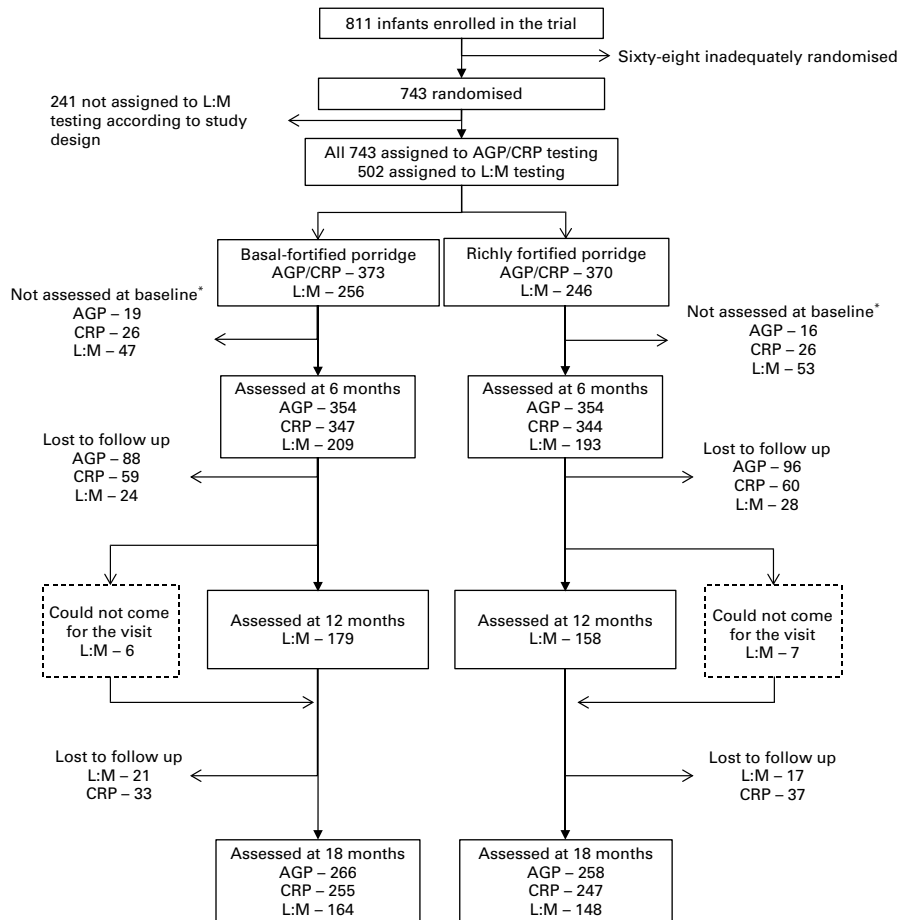 811 infants enrolled in the trial
Sixty-eight inadequately randomised
743 randomised
241 not assigned to L:M
testing according to study
design
All 743 assigned to AGP/CRP testing
502 assigned to L:M testing
Basal-fortified porridge
AGP/CRP – 373
L:M – 256
Richly fortified porridge
AGP/CRP – 370
L:M – 246
Not assessed at baseline*
AGP – 19
CRP – 26
L:M – 47
Not assessed at baseline*
AGP – 16
CRP – 26
L:M – 53
Assessed at 6 months
AGP – 354
CRP – 347
L:M – 209
Assessed at 6 months
AGP – 354
CRP – 344
L:M – 193
Lost to follow up
AGP – 88
CRP – 59
L:M – 24
Lost to follow up
AGP – 96
CRP – 60
L:M – 28
Could not come
for the visit
L:M – 6
Assessed at 12 months
L:M – 179
Assessed at 12 months
L:M – 158
Could not come
for the visit
L:M – 7
Lost to follow up
L:M – 21
CRP – 33
Lost to follow up
L:M – 17
CRP – 37
Assessed at 18 months
AGP – 266
CRP – 255
L:M – 164
Assessed at 18 months
AGP – 258
CRP – 247
L:M – 148